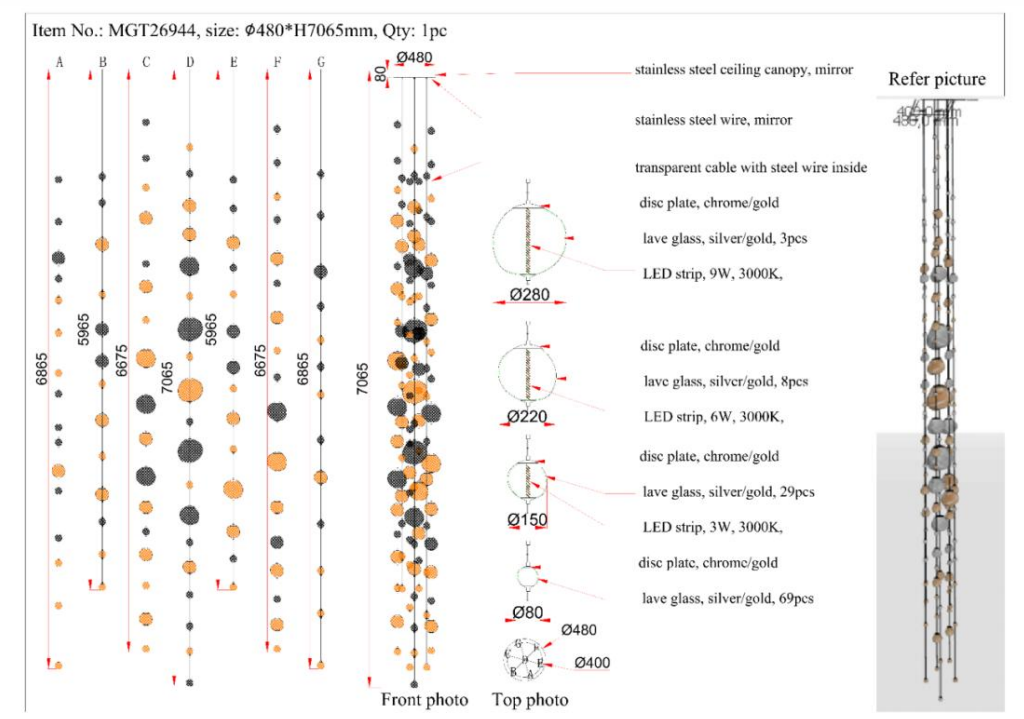 Item No.: MGT26944, size: Ø480*H7065mm, Qty: 1pc
A B C D E F G
Ø480
80
stainless steel ceiling canopy, mirror
Refer picture
stainless steel wire, mirror
transparent cable with steel wire inside
disc plate, chrome/gold
lave glass, silver/gold, 3pcs
LED strip, 9W, 3000K,
Ø280
6865
5965
6675
7065
5965
6675
6865
7065
disc plate, chrome/gold
lave glass, silver/gold, 8pcs
LED strip, 6W, 3000K,
Ø220
disc plate, chrome/gold
lave glass, silver/gold, 29pcs
LED strip, 3W, 3000K,
Ø150
disc plate, chrome/gold
lave glass, silver/gold, 69pcs
Ø80
Ø480
Ø400
G
F
C
D
E
B
A
Front photo
Top photo